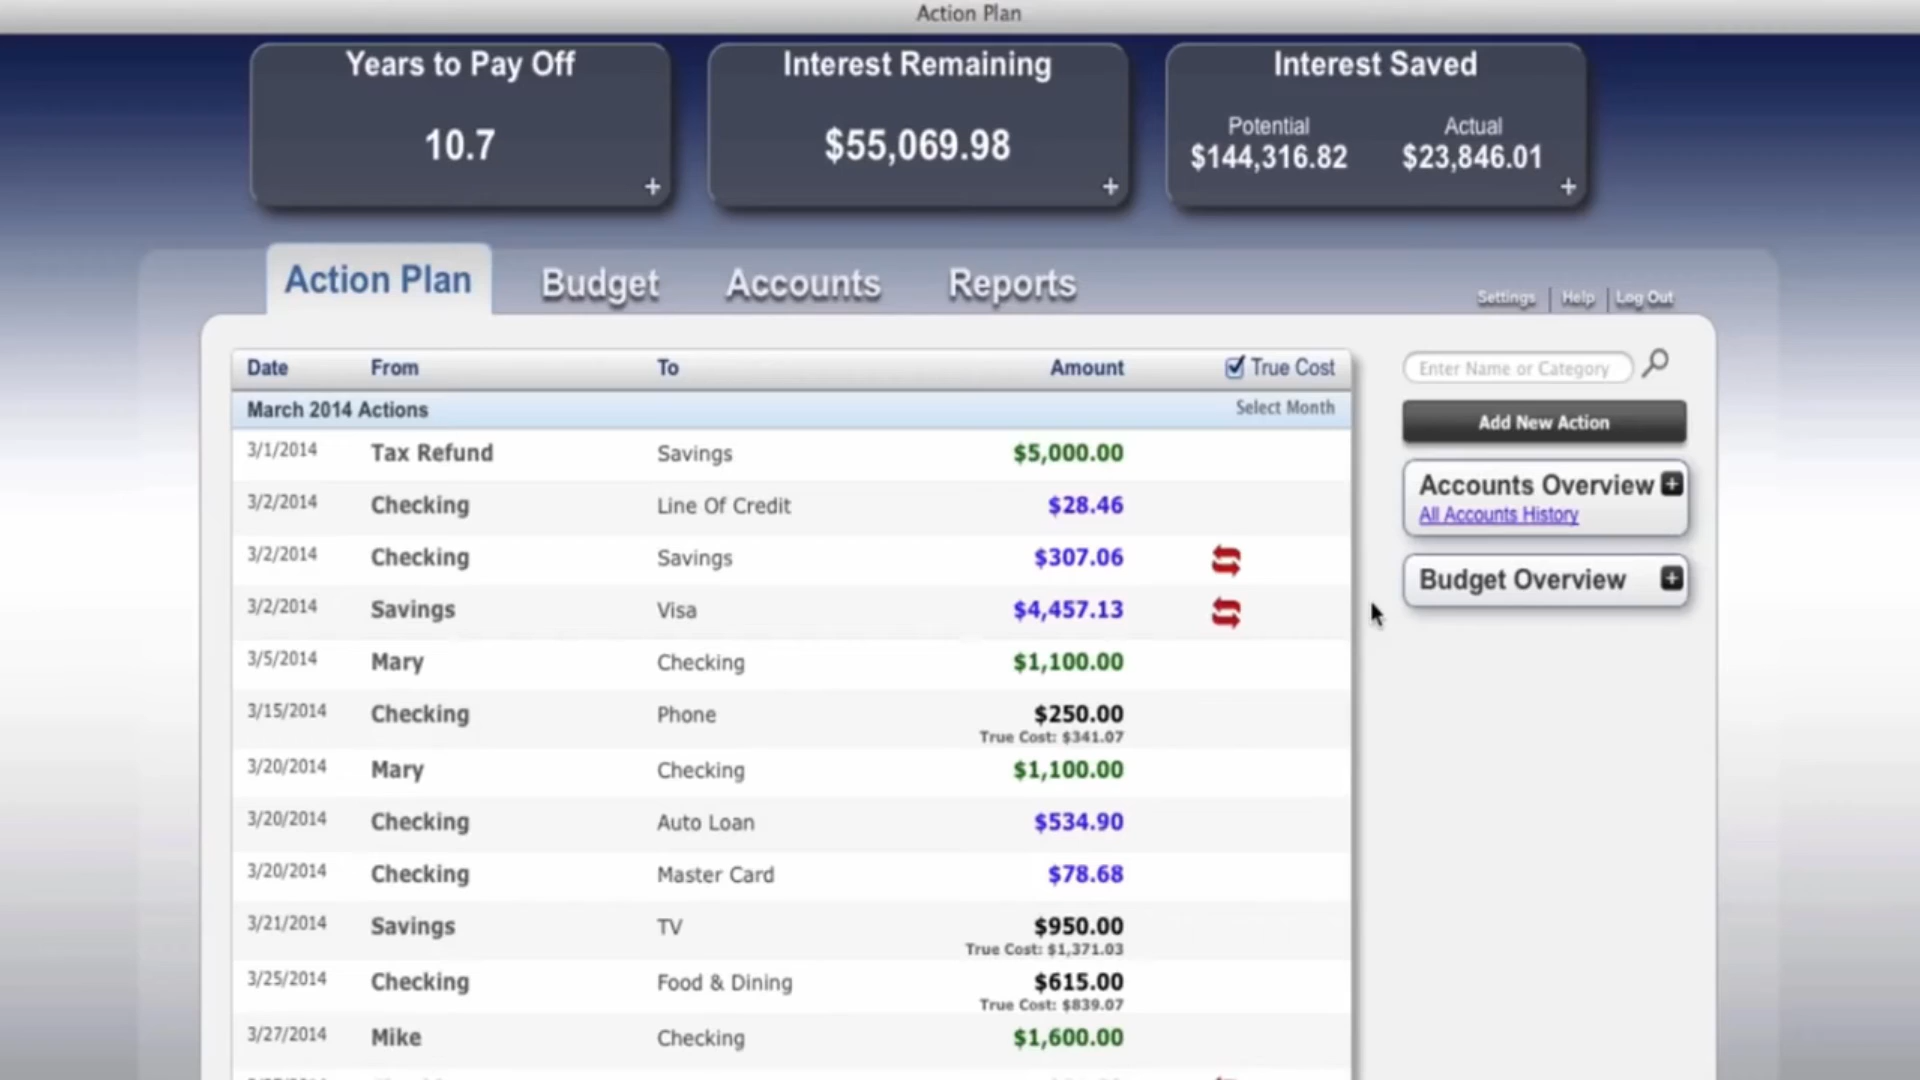 Action Plan
Years to Pay Off
10.7
+
Interest Remaining
$55,069.98
+
Interest Saved
Potential Actual
$144,316.82 $23,846.01
+
Action Plan Budget Accounts Reports
Settings | Help | Log Out
Date From To Amount True Cost
March 2014 Actions Select Month
3/1/2014 Tax Refund Savings $5,000.00
3/2/2014 Checking Line Of Credit $28.46
3/2/2014 Checking Savings $307.06
3/2/2014 Savings Visa $4,457.13
3/5/2014 Mary Checking $1,100.00
3/15/2014 Checking Phone $250.00
True Cost: $341.07
3/20/2014 Mary Checking $1,100.00
3/20/2014 Checking Auto Loan $534.90
3/20/2014 Checking Master Card $78.68
3/21/2014 Savings TV $950.00
True Cost: $1,371.03
3/25/2014 Checking Food & Dining $615.00
True Cost: $839.07
3/27/2014 Mike Checking $1,600.00
Enter Name or Category
Add New Action
Accounts Overview +
All Accounts History
Budget Overview +